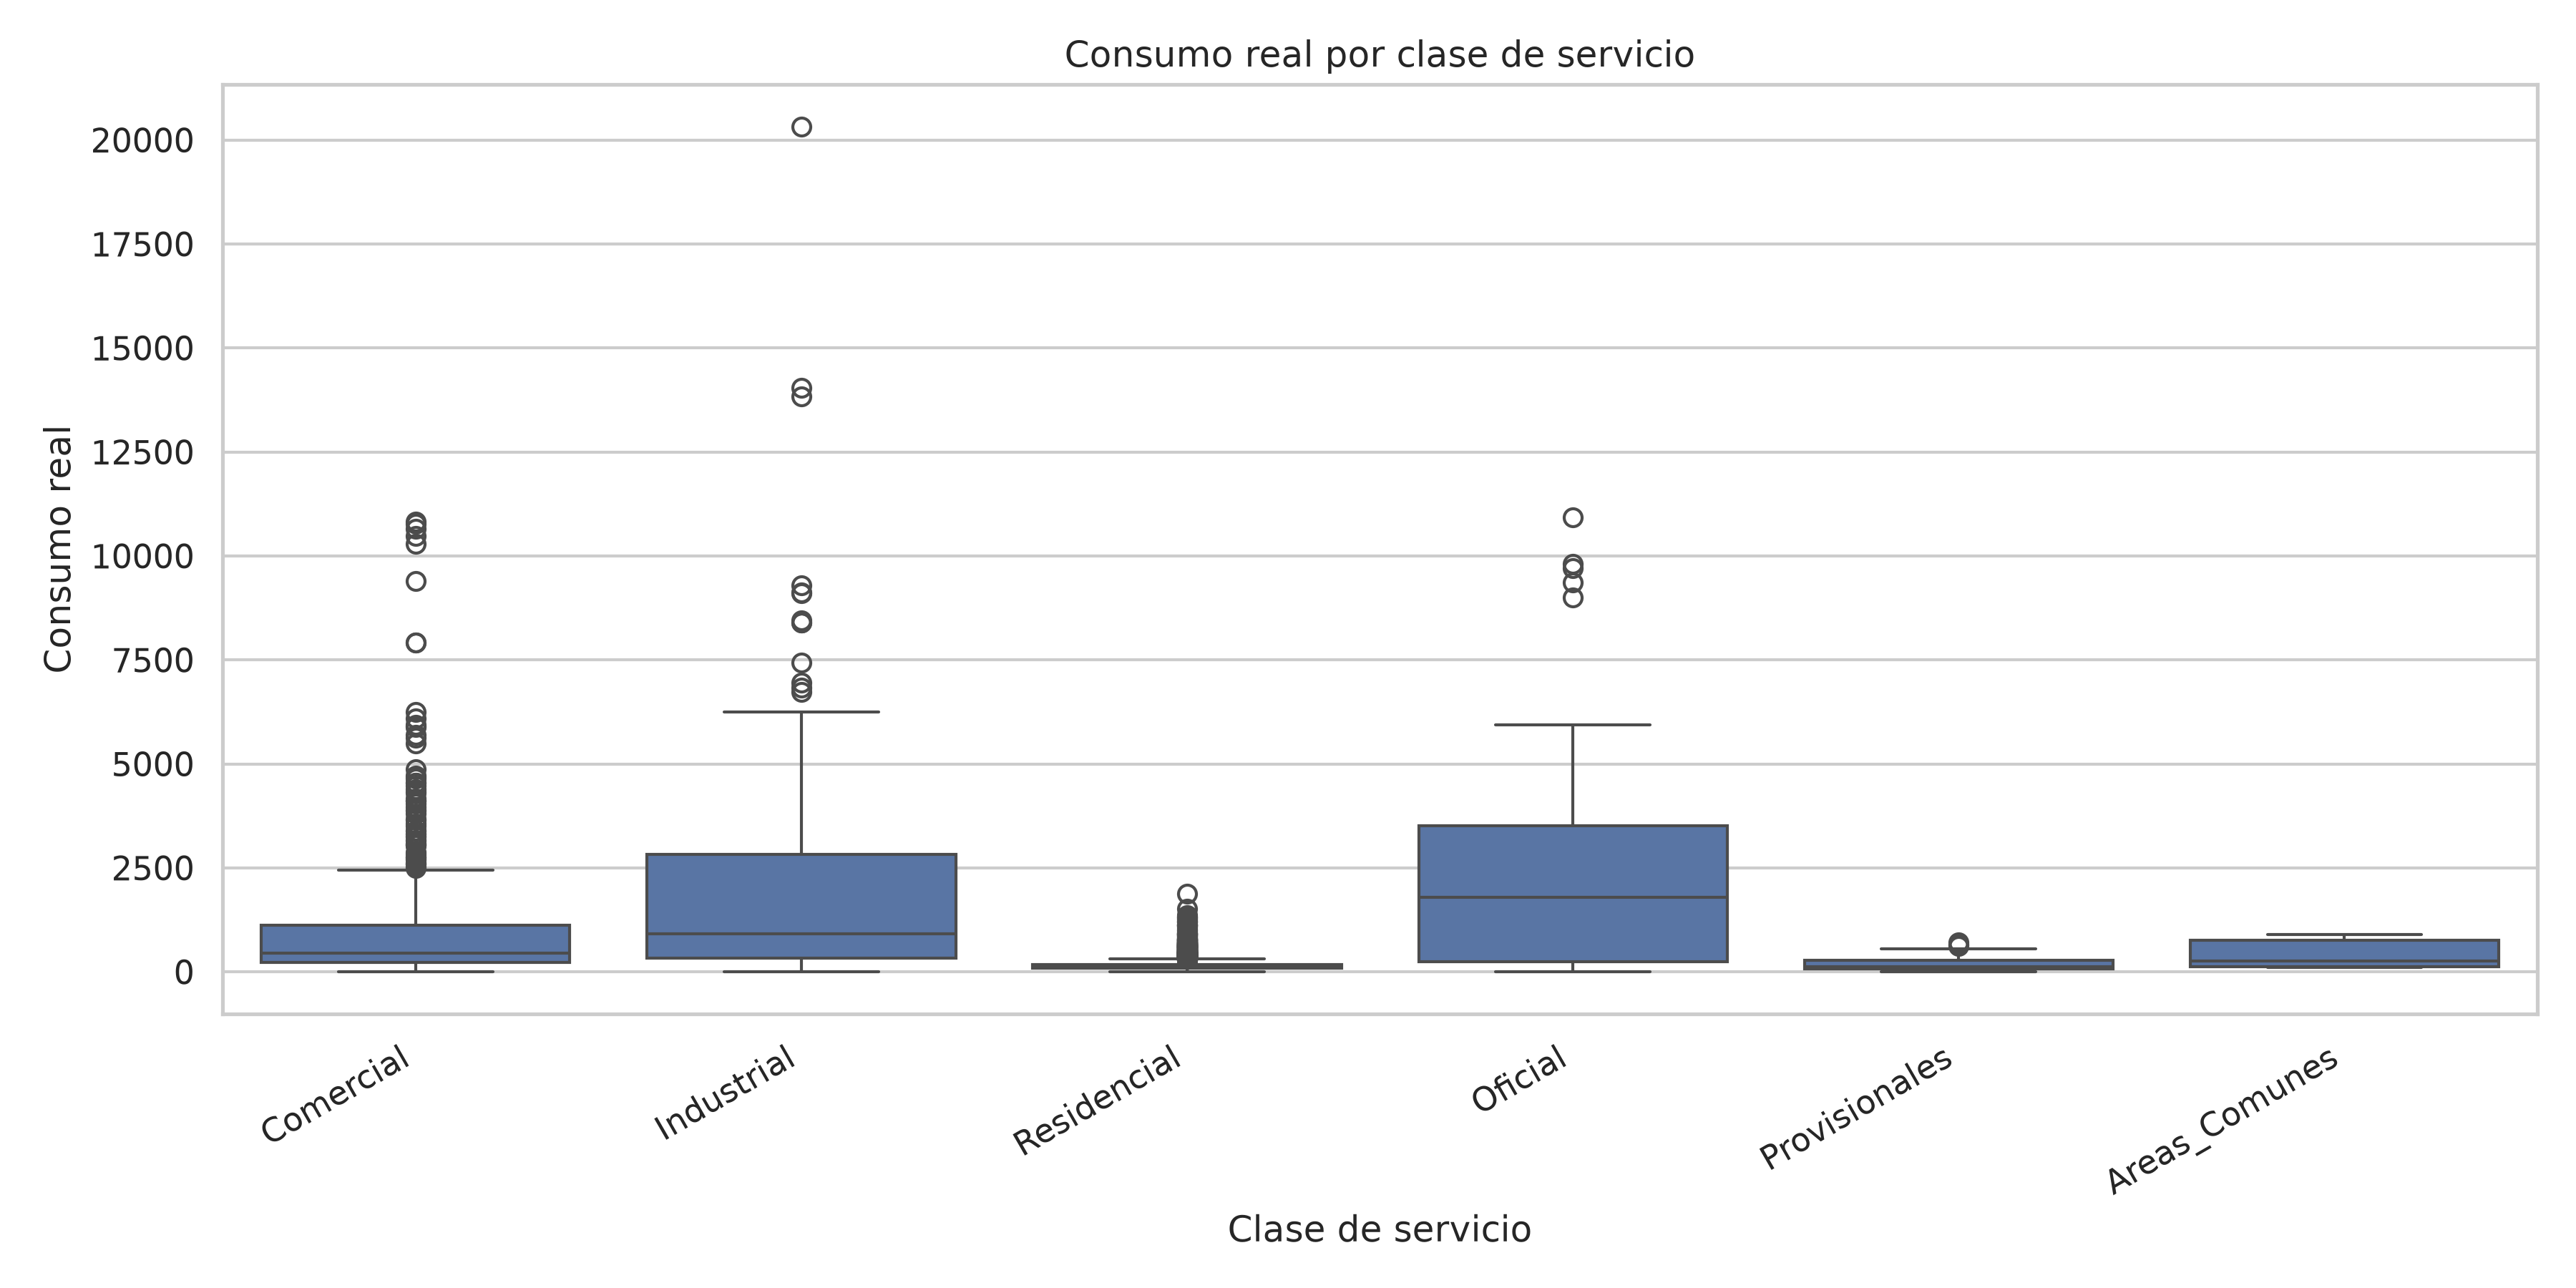 Consumo real por clase de servicio
20000
17500
15000
12500
10000
7500
5000
2500
0
Consumo real
Comercial
Industrial
Residencial
Oficial
Provisionales
Areas_Comunes
Clase de servicio